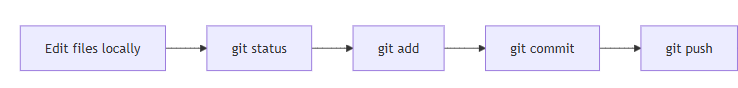 Edit files locally
git status
git add
git commit
git push